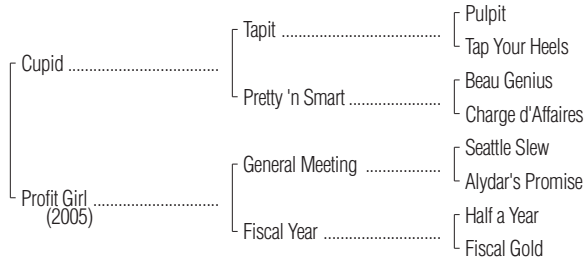 Pulpit
Tapit
Tap Your Heels
Cupid
Beau Genius
Pretty 'n Smart
Charge d'Affaires
Seattle Slew
General Meeting
Alydar's Promise
Profit Girl
(2005)
Half a Year
Fiscal Year
Fiscal Gold